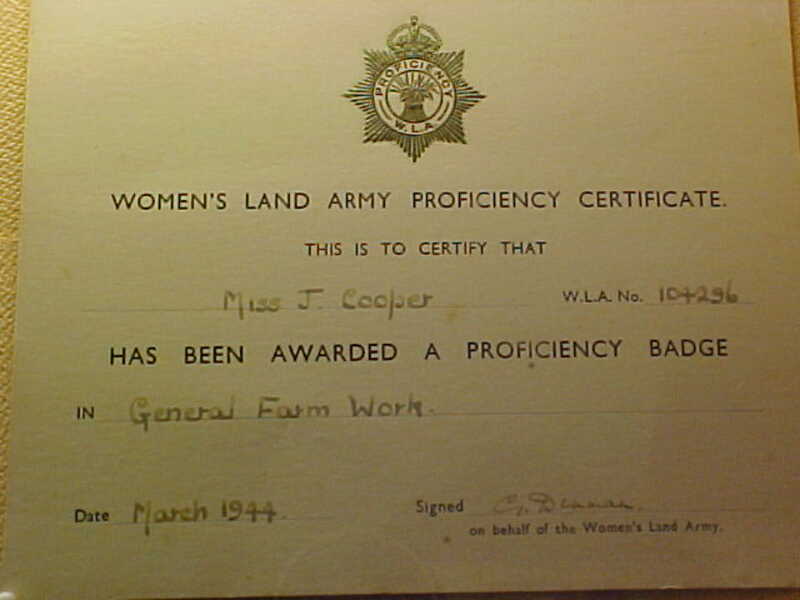 PROFICIENCY
W.L.A.
WOMEN'S LAND ARMY PROFICIENCY CERTIFICATE.
THIS IS TO CERTIFY THAT
Miss J. Cooper W.L.A. No. 104296
HAS BEEN AWARDED A PROFICIENCY BADGE
IN General Farm Work.
Date March 1944. Signed G. Denman.
on behalf of the Women's Land Army.